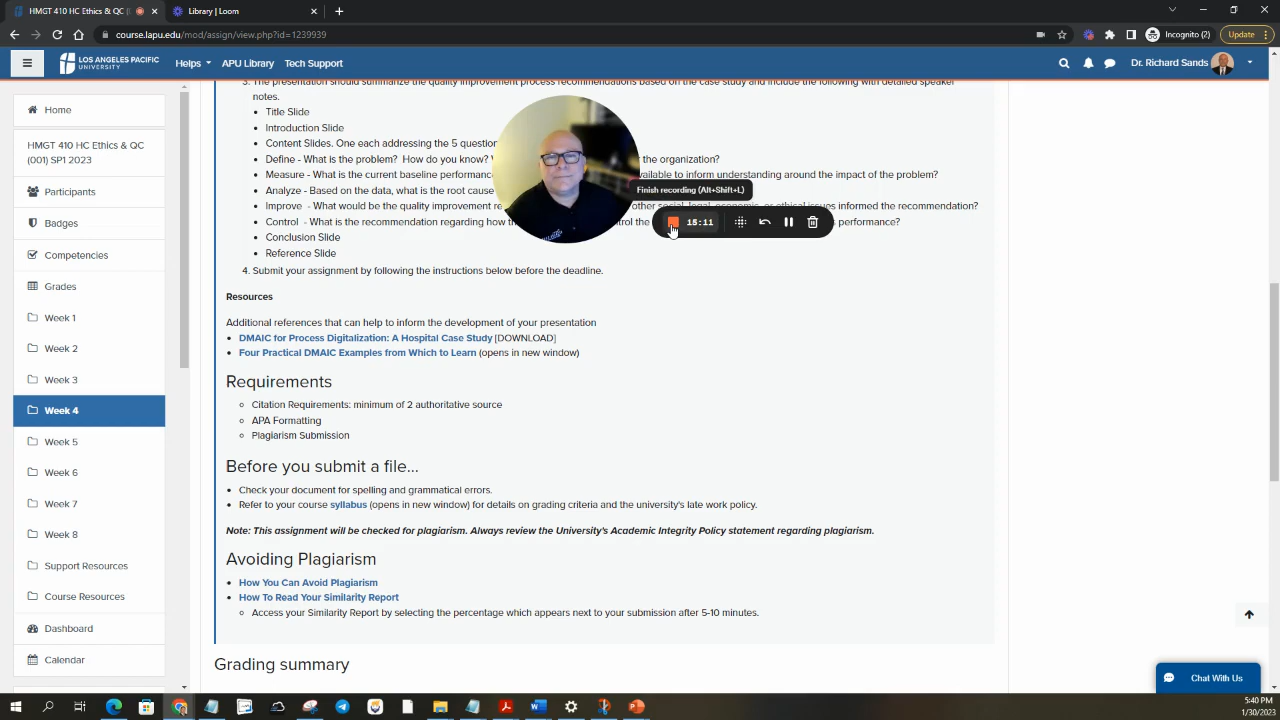 HMGT 410 HC Ethics & QC (
Library | Loom
course.lapu.edu/mod/assign/view.php?id=1239939
Incognito (2)
Update
LOS ANGELES PACIFIC
UNIVERSITY
Helps
APU Library
Tech Support
Dr. Richard Sands
Home
HMGT 410 HC Ethics & QC
(001) SP1 2023
Participants
Badges
Competencies
Grades
Week 1
Week 2
Week 3
Week 4
Week 5
Week 6
Week 7
Week 8
Support Resources
Course Resources
Dashboard
Calendar
3. The presentation should summarize the quality improvement process recommendations based on the case study and include the following with detailed speaker
notes.
• Title Slide
• Introduction Slide
• Content Slides. One each addressing the 5 question
• Define - What is the problem? How do you know? the organization?
• Measure - What is the current baseline performance available to inform understanding around the impact of the problem?
• Analyze - Based on the data, what is the root cause
• Improve - What would be the quality improvement other social, legal, economic, or ethical issues informed the recommendation?
• Control - What is the recommendation regarding how the performance?
• Conclusion Slide
• Reference Slide
Finish recording (Alt+Shift+L)
15:11
4. Submit your assignment by following the instructions below before the deadline.
Resources
Additional references that can help to inform the development of your presentation
• DMAIC for Process Digitalization: A Hospital Case Study [DOWNLOAD]
• Four Practical DMAIC Examples from Which to Learn (opens in new window)
Requirements
Citation Requirements: minimum of 2 authoritative source
APA Formatting
Plagiarism Submission
Before you submit a file...
• Check your document for spelling and grammatical errors.
• Refer to your course syllabus (opens in new window) for details on grading criteria and the university's late work policy.
Note: This assignment will be checked for plagiarism. Always review the University's Academic Integrity Policy statement regarding plagiarism.
Avoiding Plagiarism
• How You Can Avoid Plagiarism
• How To Read Your Similarity Report
Access your Similarity Report by selecting the percentage which appears next to your submission after 5-10 minutes.
Grading summary
Chat With Us
5:40 PM
1/30/2023